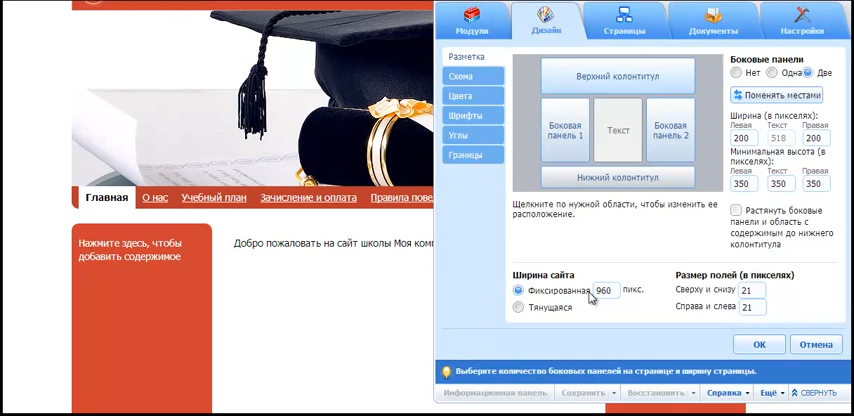 Модули
Дизайн
Страницы
Документы
Настройка
Разметка
Схема
Цвета
Шрифты
Углы
Границы
Верхний колонтитул
Боковая
панель 1
Текст
Боковая
панель 2
Нижний колонтитул
Щелкните по нужной области, чтобы изменить ее
расположение.
Боковые панели
Нет Одна Две
Поменять местами
Ширина (в пикселях):
Левая Текст Правая
200 518 200
Минимальная высота (в
пикселях):
Левая Текст Правая
350 350 350
Растянуть боковые
панели и область с
содержимым до нижнего
колонтитула
Ширина сайта
Фиксированная 960 пикс.
Тянущаяся
Размер полей (в пикселях)
Сверху и снизу 21
Справа и слева 21
OK Отмена
Выберите количество боковых панелей на странице и ширину страницы.
Информационная панель Сохранить Восстановить Справка Ещё СВЕРНУТЬ
Главная О нас Учебный план Зачисление и оплата Правила пове
Нажмите здесь, чтобы
добавить содержимое
Добро пожаловать на сайт школы Моя ком